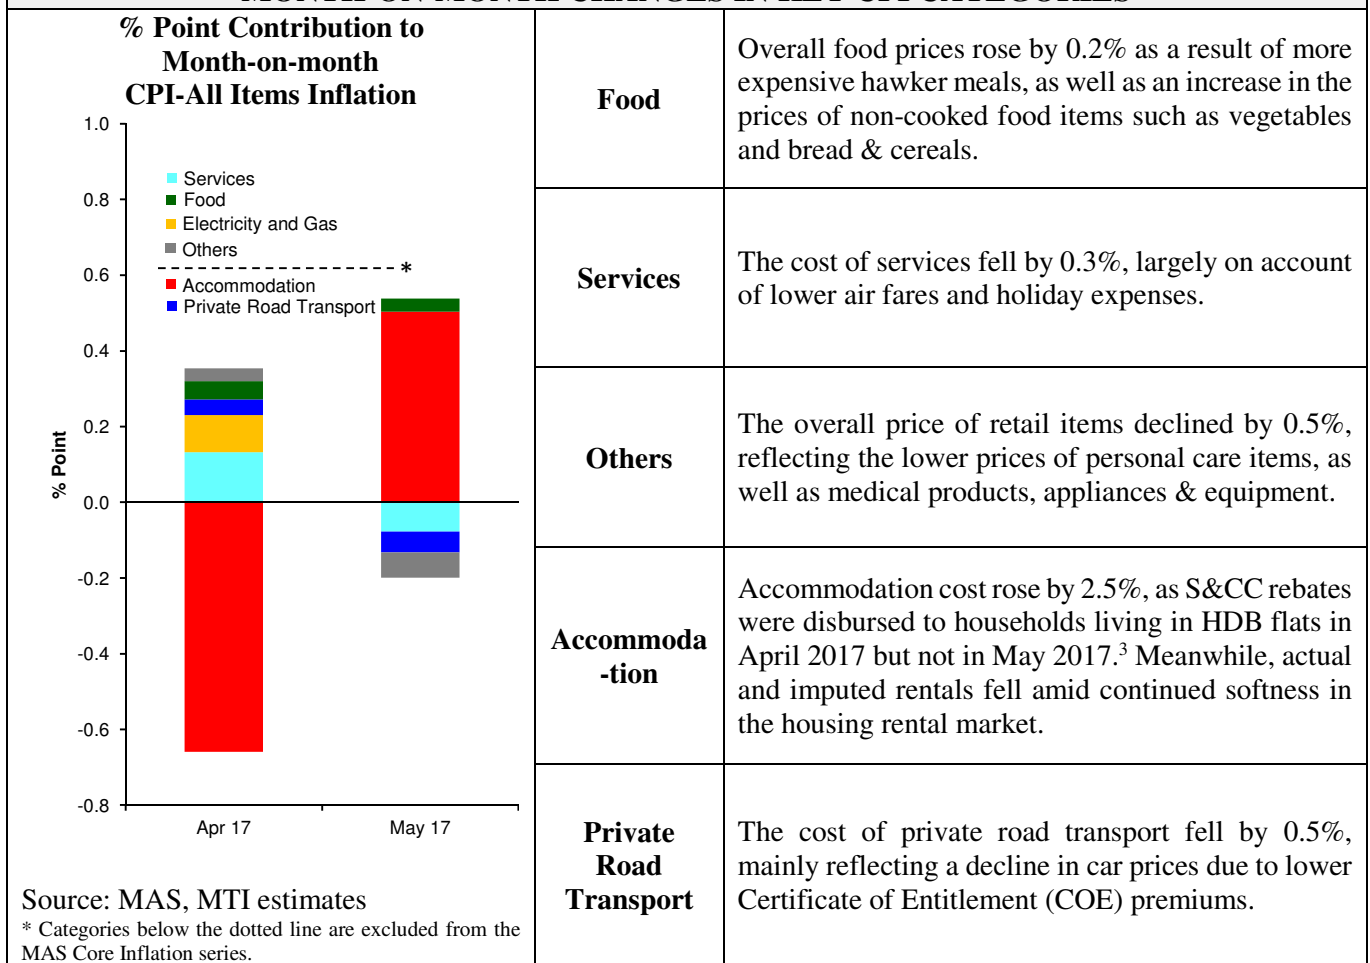 % Point Contribution to
Month-on-month
CPI-All Items Inflation
1.0
0.8
0.6
0.4
0.2
0.0
-0.2
-0.4
-0.6
-0.8
% Point
Services
Food
Electricity and Gas
Others
*
Accommodation
Private Road Transport
Apr 17
May 17
Source: MAS, MTI estimates
* Categories below the dotted line are excluded from the
MAS Core Inflation series.
Food
Overall food prices rose by 0.2% as a result of more
expensive hawker meals, as well as an increase in the
prices of non-cooked food items such as vegetables
and bread & cereals.
Services
The cost of services fell by 0.3%, largely on account
of lower air fares and holiday expenses.
Others
The overall price of retail items declined by 0.5%,
reflecting the lower prices of personal care items, as
well as medical products, appliances & equipment.
Accommoda
-tion
Accommodation cost rose by 2.5%, as S&CC rebates
were disbursed to households living in HDB flats in
April 2017 but not in May 2017.³ Meanwhile, actual
and imputed rentals fell amid continued softness in
the housing rental market.
Private
Road
Transport
The cost of private road transport fell by 0.5%,
mainly reflecting a decline in car prices due to lower
Certificate of Entitlement (COE) premiums.